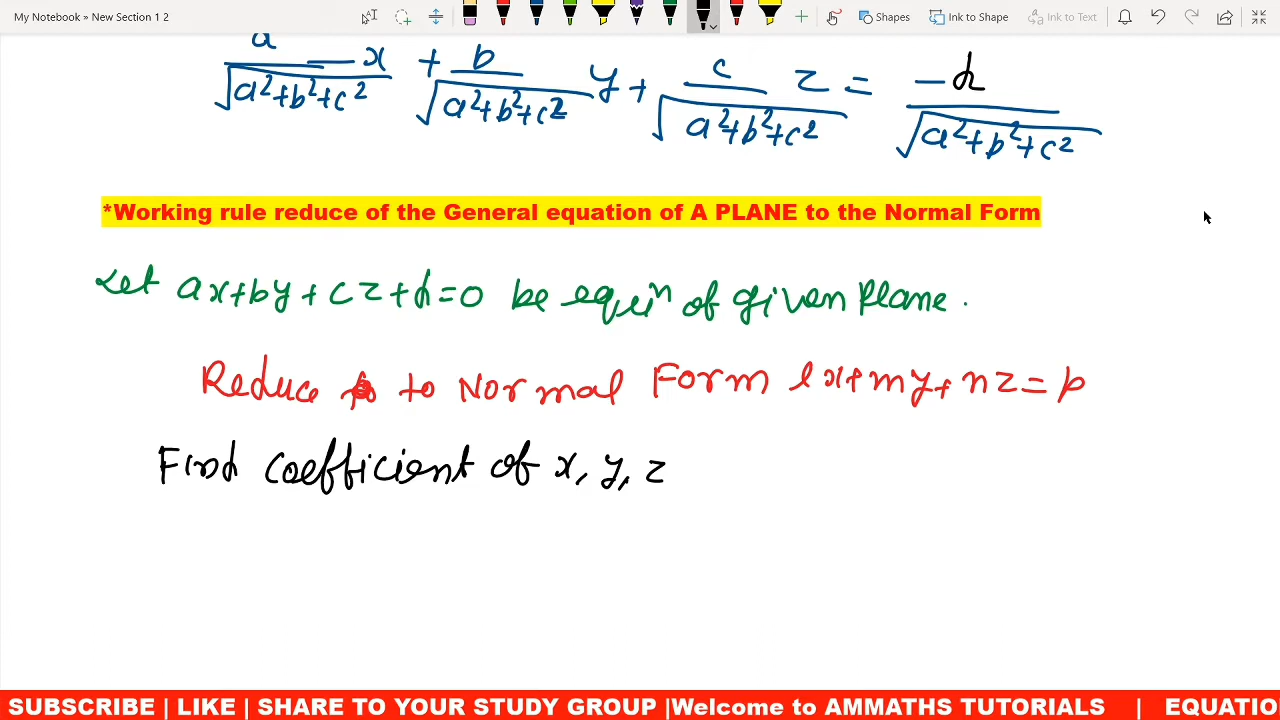 My Notebook » New Section 1 2
Shapes Ink to Shape Ink to Text
a/√a²+b²+c² x + b/√a²+b²+c² y + c/√a²+b²+c² z = -d/√a²+b²+c²
*Working rule reduce of the General equation of A PLANE to the Normal Form
Let ax+by+cz+d=0 be equⁿ of given Plane.
Reduce to Normal Form lx+my+nz=p
Find coefficient of x, y, z
SUBSCRIBE | LIKE | SHARE TO YOUR STUDY GROUP |Welcome to AMMATHS TUTORIALS | EQUATIO